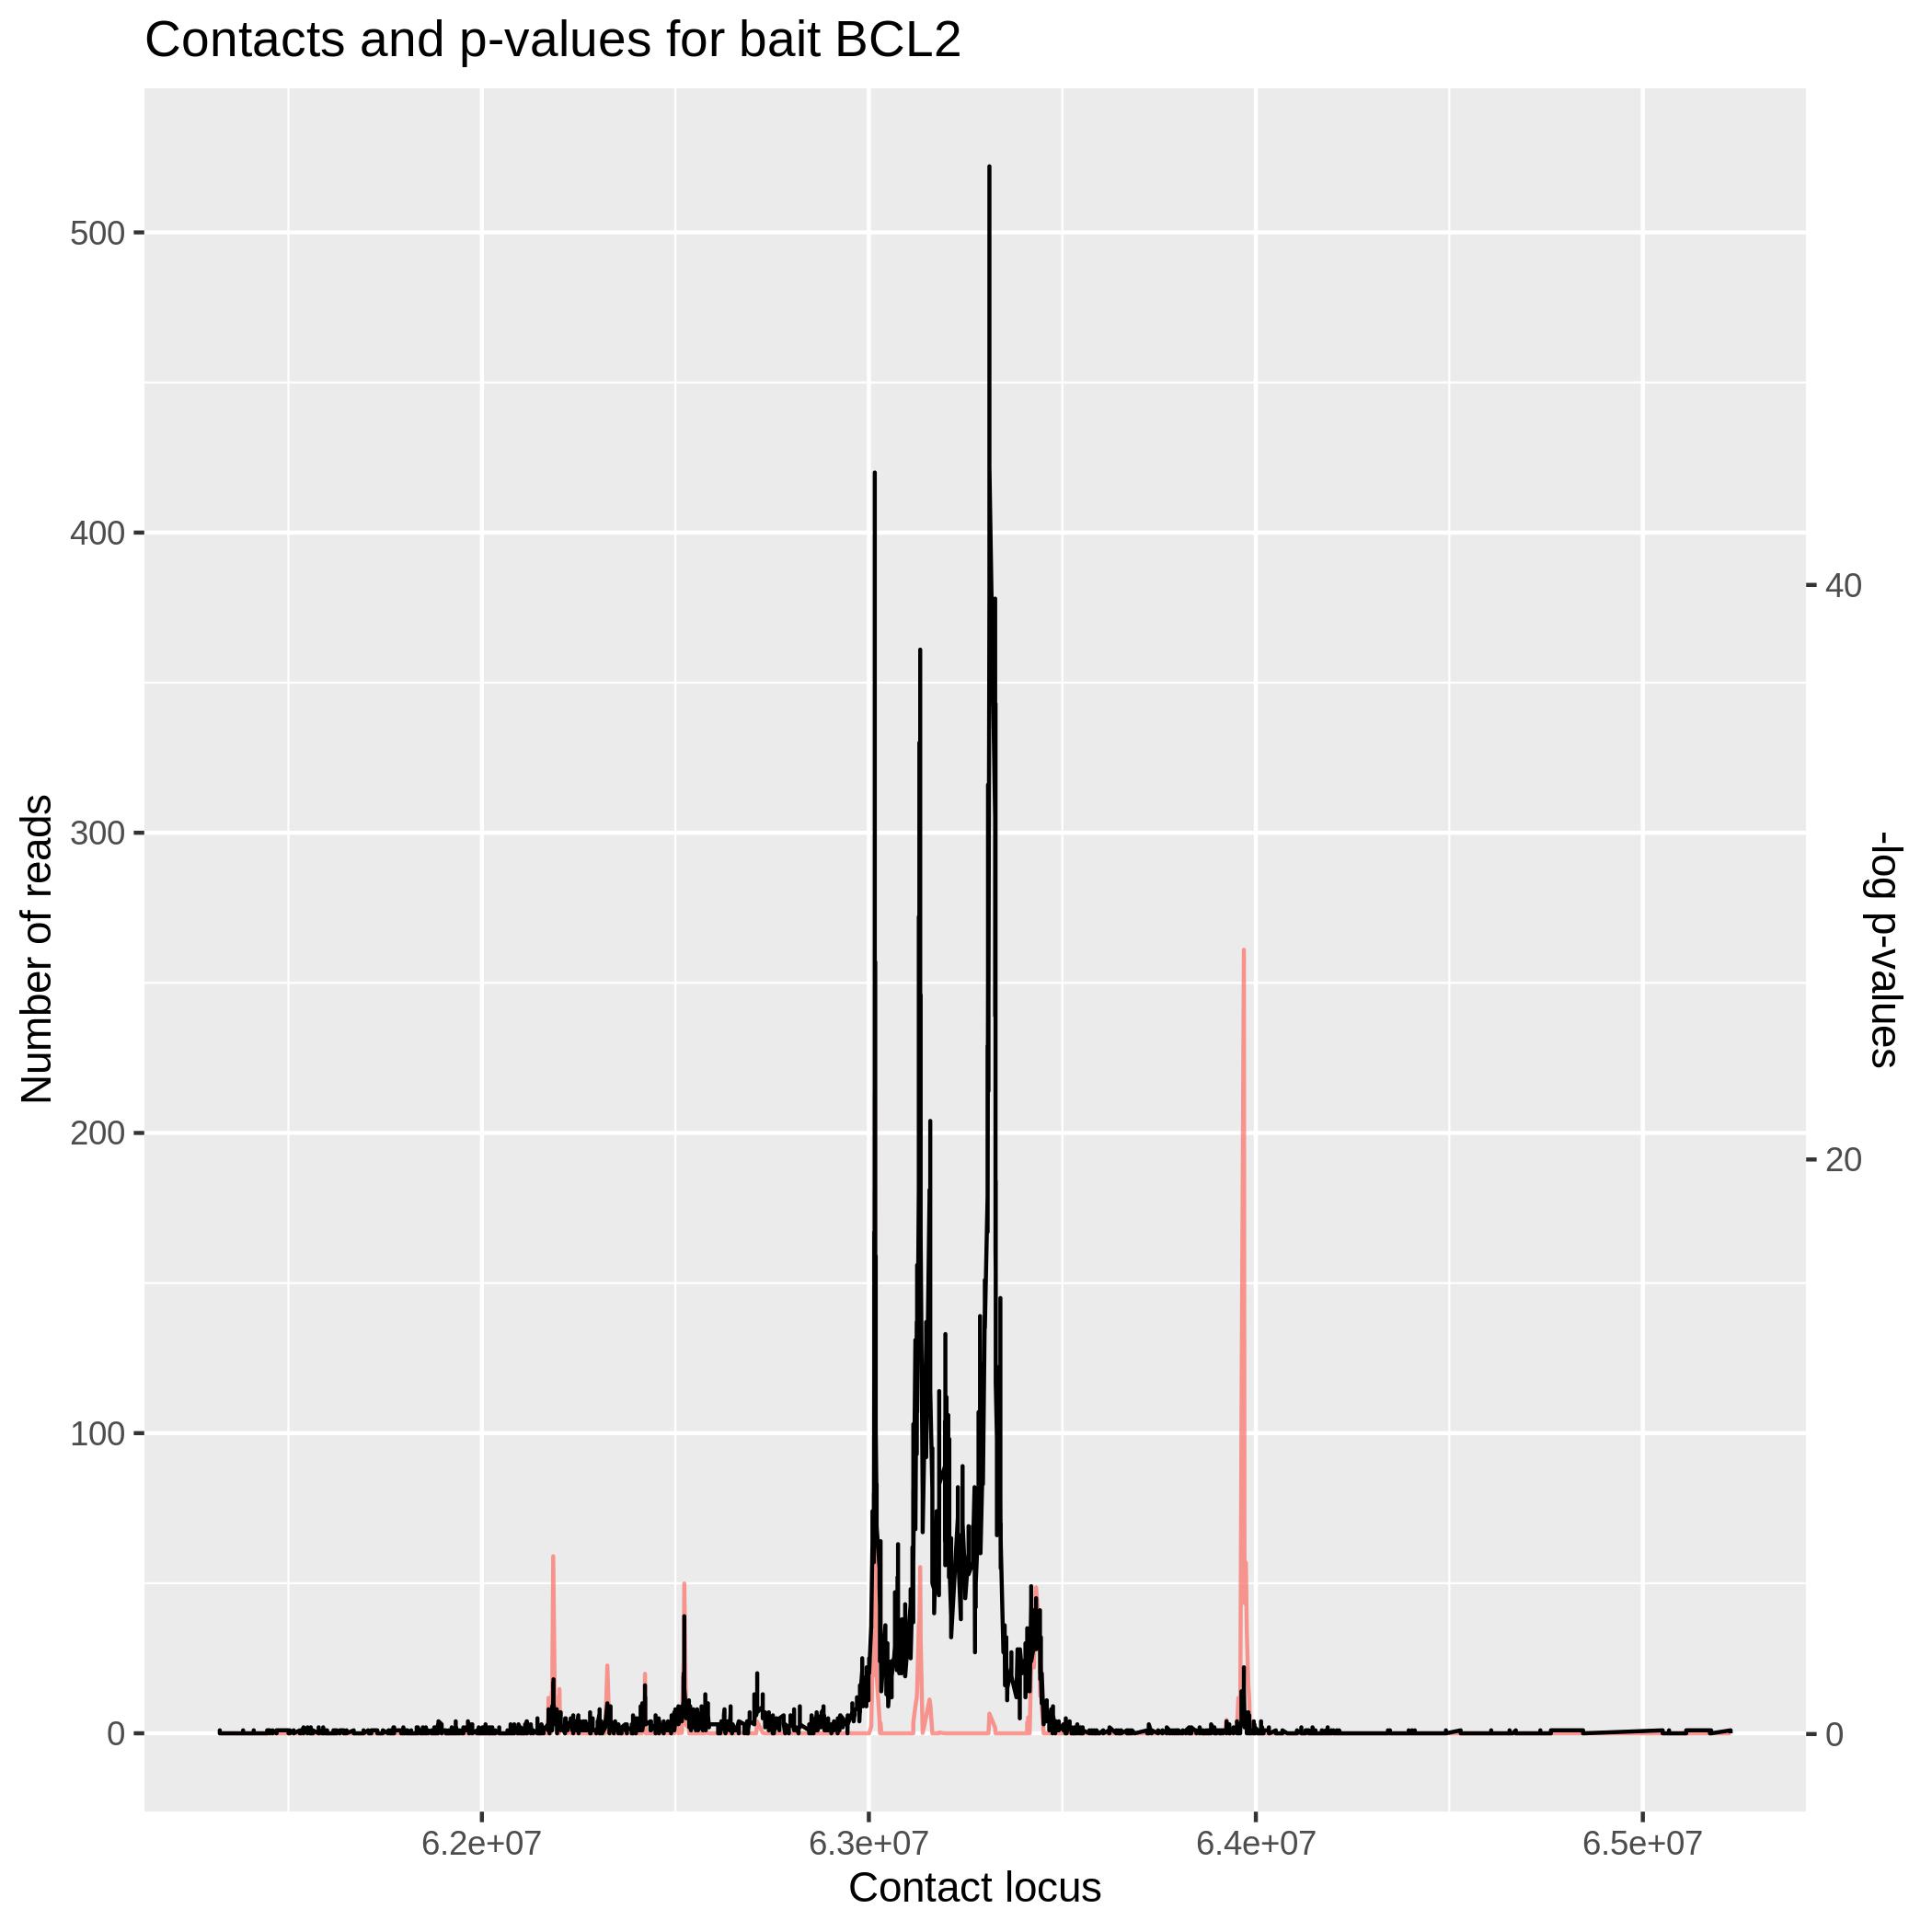 Contacts and p-values for bait BCL2
Number of reads
500
400
300
200
100
0
40
20
0
-log p-values
6.2e+07
6.3e+07
6.4e+07
6.5e+07
Contact locus